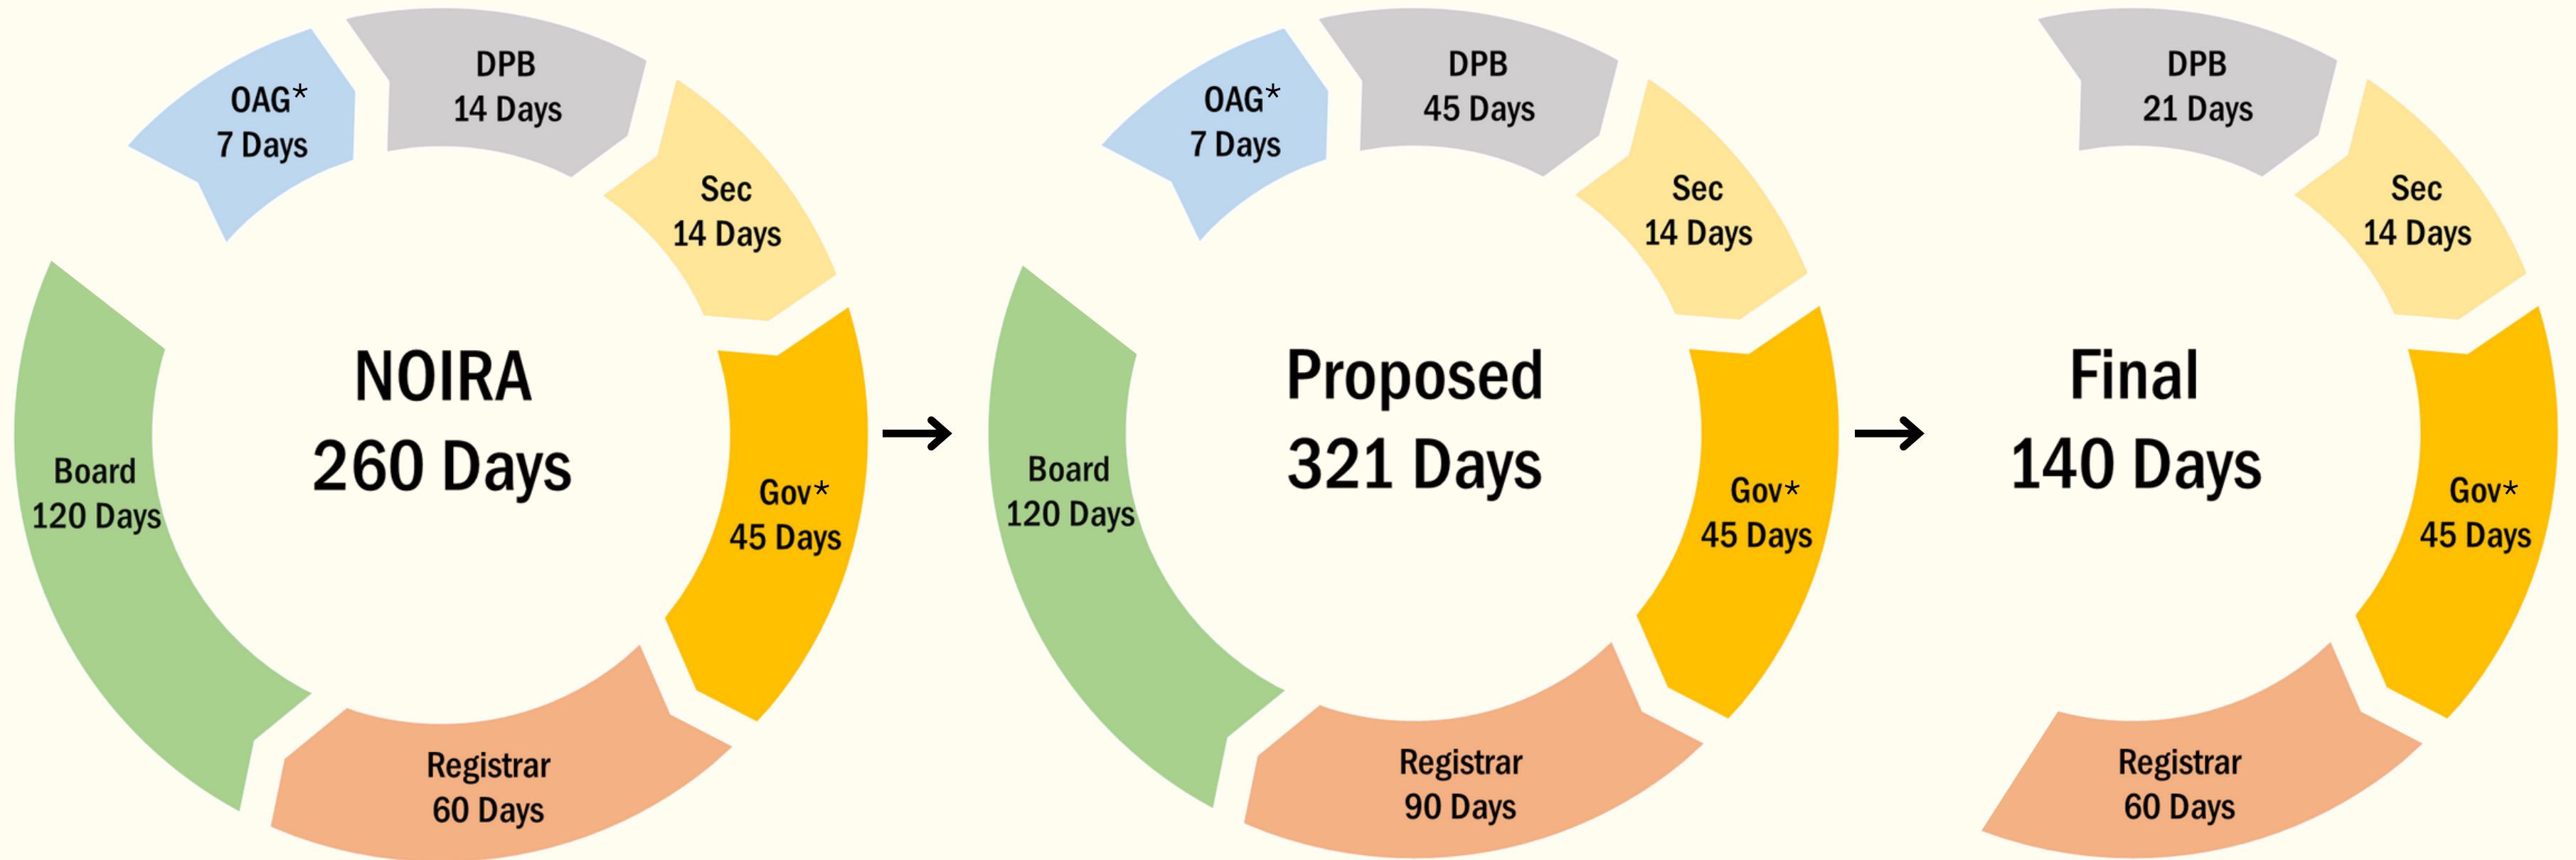 OAG*
7 Days
DPB
14 Days
Sec
14 Days
Gov*
45 Days
Registrar
60 Days
Board
120 Days
NOIRA
260 Days
OAG*
7 Days
DPB
45 Days
Sec
14 Days
Gov*
45 Days
Registrar
90 Days
Board
120 Days
Proposed
321 Days
DPB
21 Days
Sec
14 Days
Gov*
45 Days
Registrar
60 Days
Final
140 Days